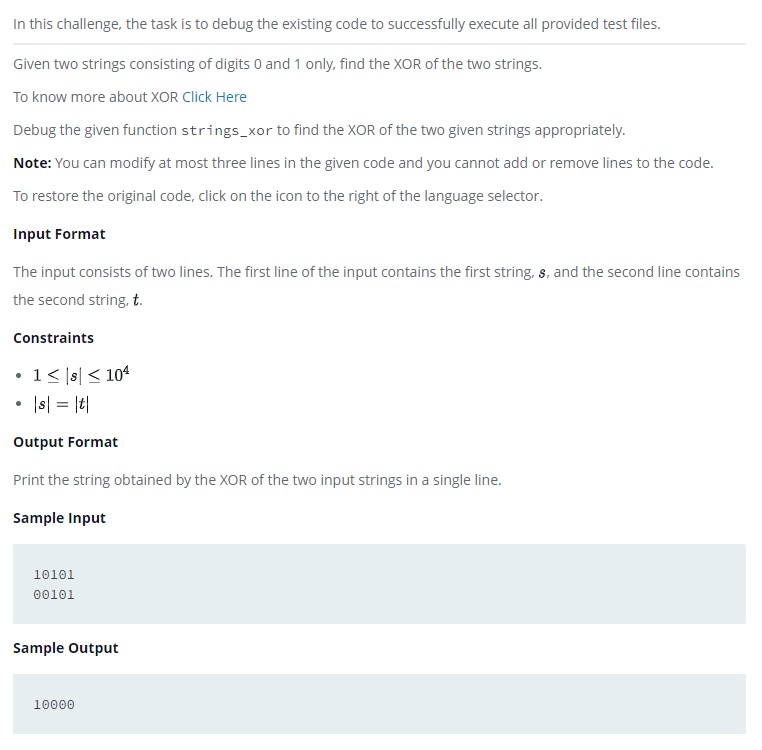 In this challenge, the task is to debug the existing code to successfully execute all provided test files.
Given two strings consisting of digits 0 and 1 only, find the XOR of the two strings.
To know more about XOR Click Here
Debug the given function strings_xor to find the XOR of the two given strings appropriately.
Note: You can modify at most three lines in the given code and you cannot add or remove lines to the code.
To restore the original code, click on the icon to the right of the language selector.
Input Format
The input consists of two lines. The first line of the input contains the first string, s, and the second line contains
the second string, t.
Constraints
• 1 ≤ |s| ≤ 10⁴
• |s| = |t|
Output Format
Print the string obtained by the XOR of the two input strings in a single line.
Sample Input
10101
00101
Sample Output
10000